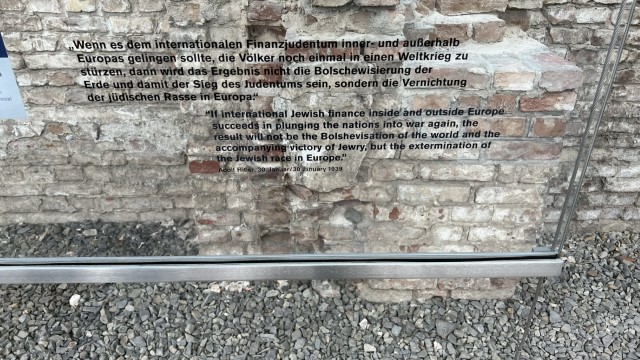 „Wenn es dem internationalen Finanzjudentum inner- und außerhalb
Europas gelingen sollte, die Völker noch einmal in einen Weltkrieg zu
stürzen, dann wird das Ergebnis nicht die Bolschewisierung der
Erde und damit der Sieg des Judentums sein, sondern die Vernichtung
der jüdischen Rasse in Europa.“
"If international Jewish finance inside and outside Europe
succeeds in plunging the nations into war again, the
result will not be the Bolshevisation of the world and the
accompanying victory of Jewry, but the extermination of
the Jewish race in Europe."
Adolf Hitler, 30. Januar / 30 January 1939